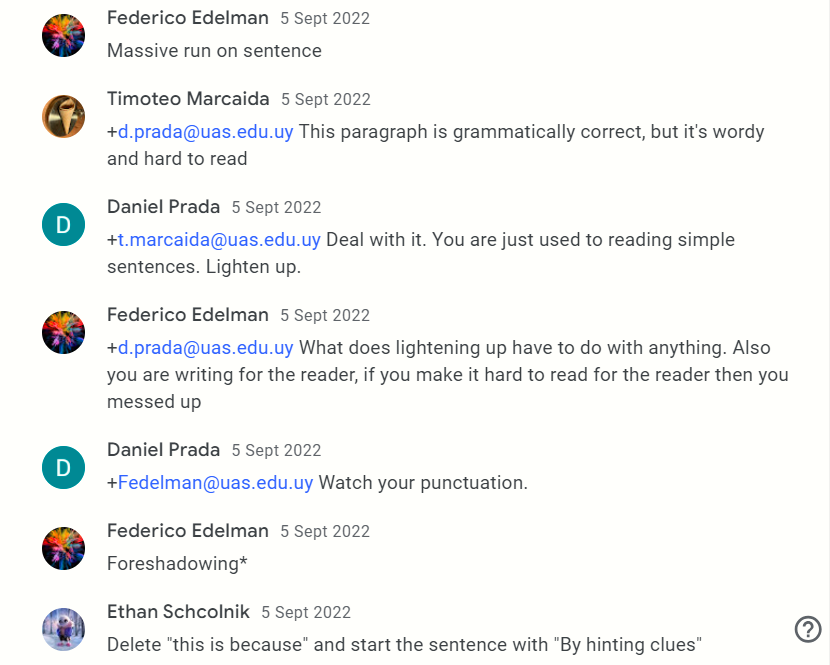 Federico Edelman 5 Sept 2022
Massive run on sentence
Timoteo Marcaida 5 Sept 2022
+d.prada@uas.edu.uy This paragraph is grammatically correct, but it's wordy
and hard to read
D
Daniel Prada 5 Sept 2022
+t.marcaida@uas.edu.uy Deal with it. You are just used to reading simple
sentences. Lighten up.
Federico Edelman 5 Sept 2022
+d.prada@uas.edu.uy What does lightening up have to do with anything. Also
you are writing for the reader, if you make it hard to read for the reader then you
messed up
D
Daniel Prada 5 Sept 2022
+Fedelman@uas.edu.uy Watch your punctuation.
Federico Edelman 5 Sept 2022
Foreshadowing*
Ethan Schcolnik 5 Sept 2022
Delete "this is because" and start the sentence with "By hinting clues"
?